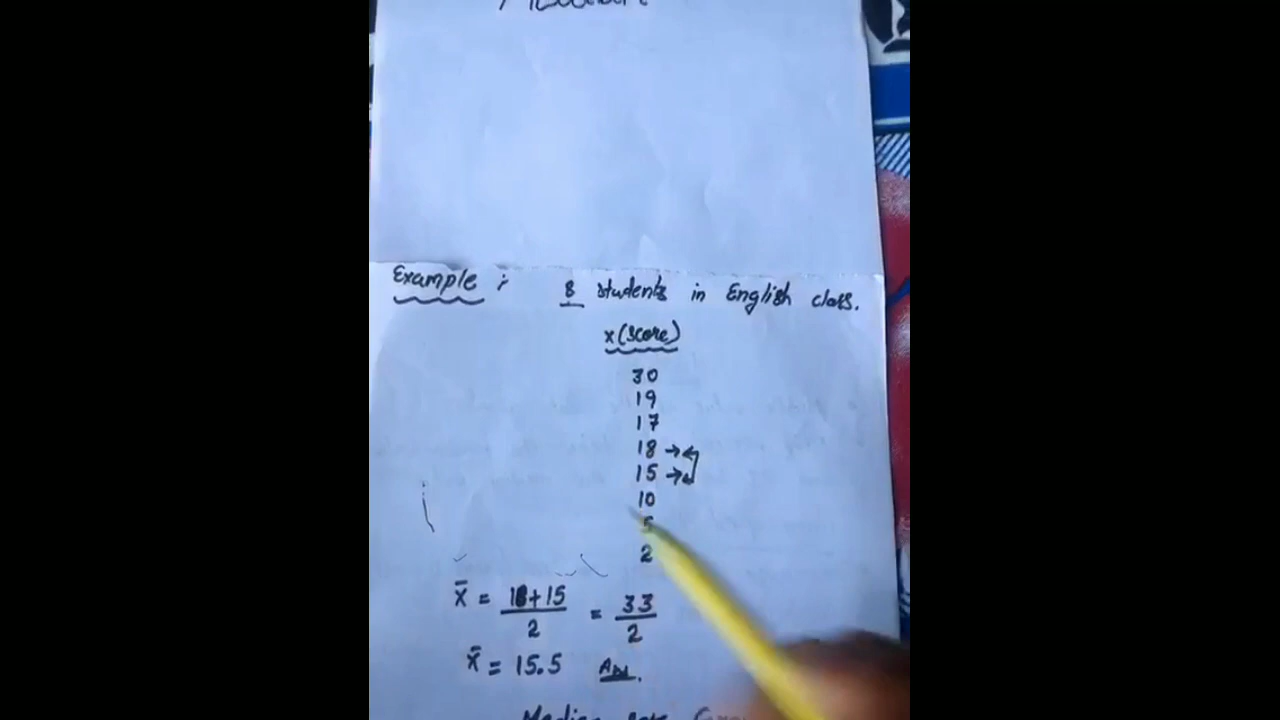 Example :
8 students in English class.
x (score)
30
19
17
18 →
15 →
10
5
2
x̄ = 18+15 / 2 = 33 / 2
x̄ = 15.5 Ans.